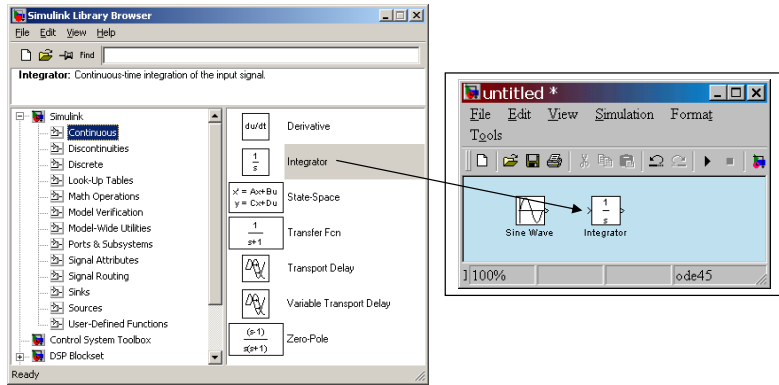 Simulink Library Browser
File Edit View Help
Find
Integrator: Continuous-time integration of the input signal.
Simulink
Continuous
Discontinuities
Discrete
Look-Up Tables
Math Operations
Model Verification
Model-Wide Utilities
Ports & Subsystems
Signal Attributes
Signal Routing
Sinks
Sources
User-Defined Functions
Control System Toolbox
DSP Blockset
du/dt Derivative
1
s
Integrator
x' = Ax+Bu
y = Cx+Du
State-Space
1
s+1
Transfer Fcn
Transport Delay
Variable Transport Delay
(s-1)
s(s+1)
Zero-Pole
Ready
untitled *
File Edit View Simulation Format
Tools
1
s
Sine Wave Integrator
100% ode45